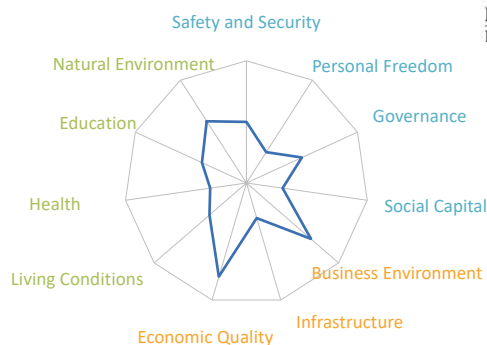 Safety and Security
Personal Freedom
Governance
Social Capital
Business Environment
Infrastructure
Economic Quality
Living Conditions
Health
Education
Natural Environment